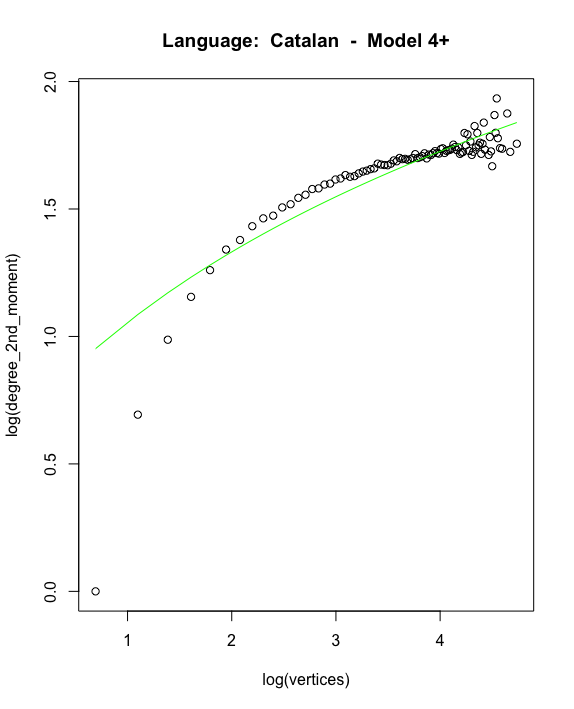 Language: Catalan - Model 4+
log(degree_2nd_moment)
2.0
1.5
1.0
0.5
0.0
1 2 3 4
log(vertices)